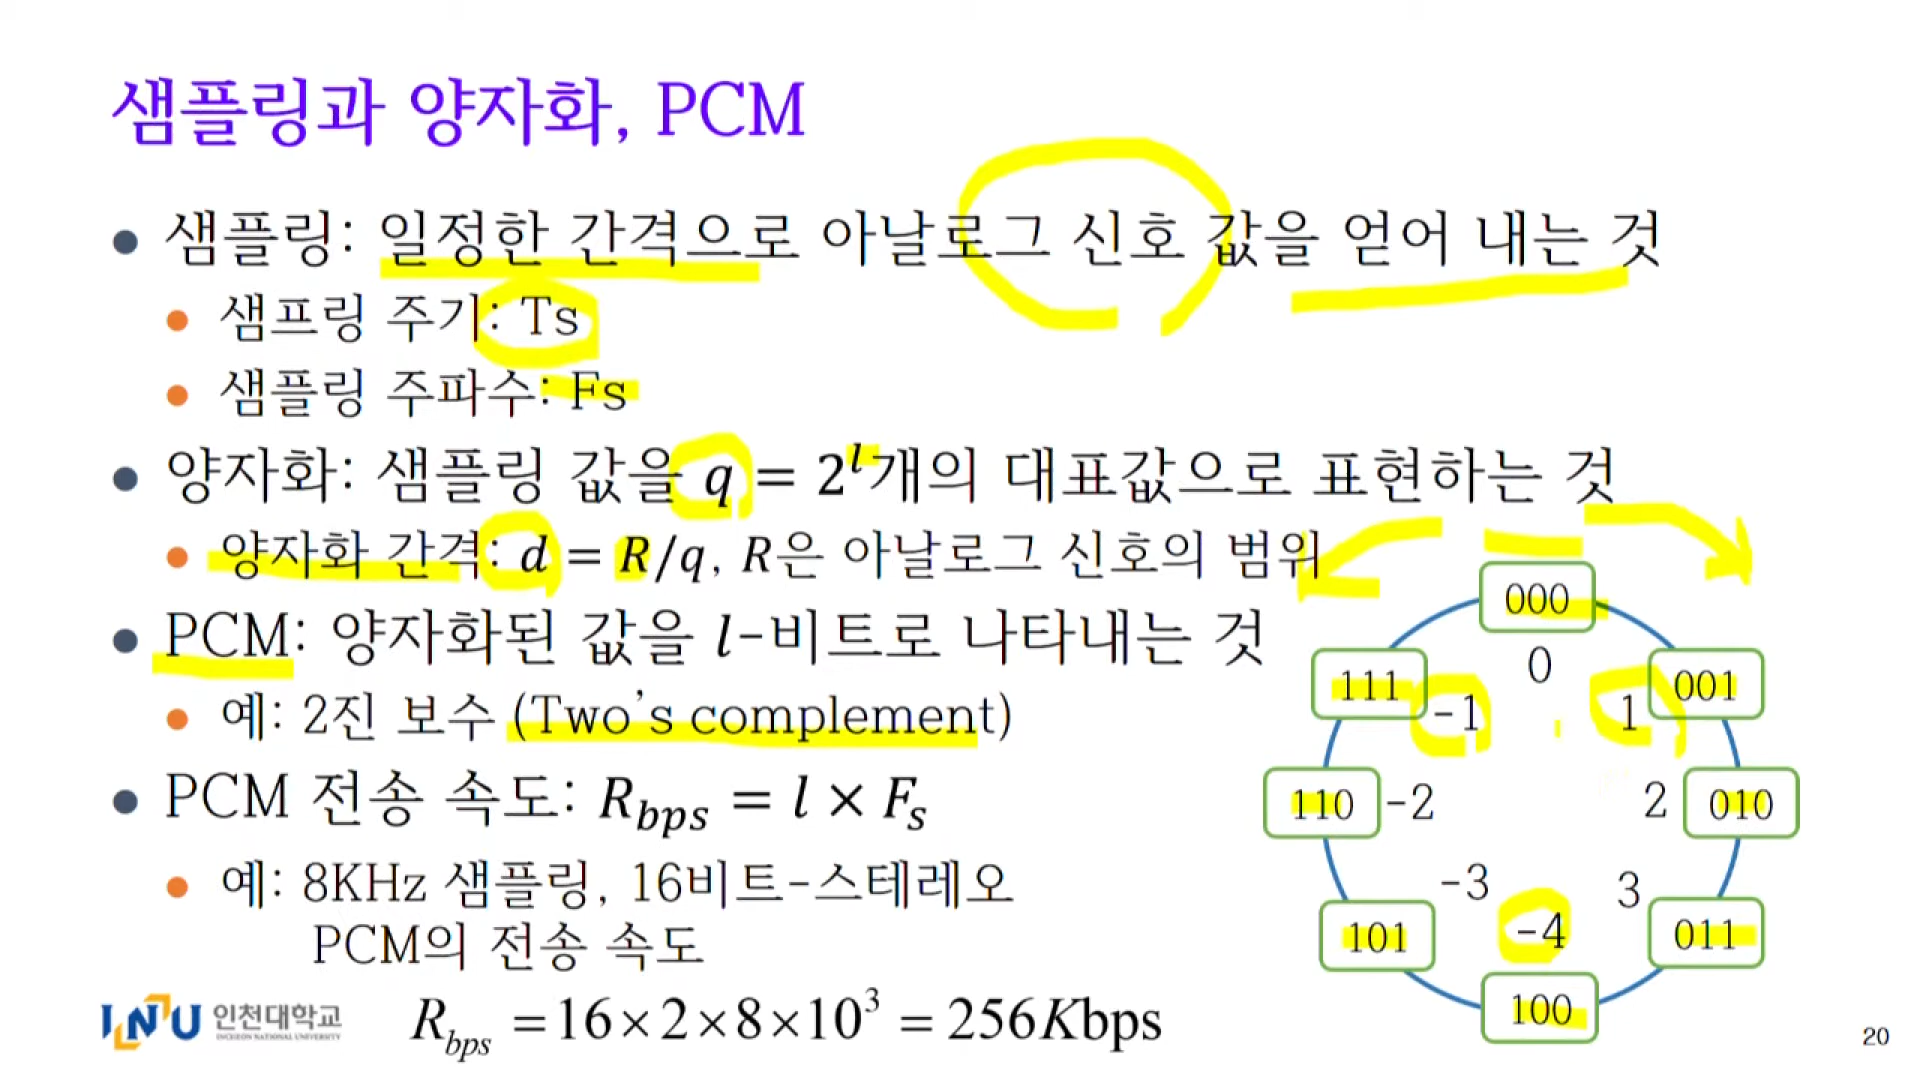 샘플링과 양자화, PCM
● 샘플링: 일정한 간격으로 아날로그 신호 값을 얻어 내는 것
● 샘프링 주기: Ts
● 샘플링 주파수: Fs
● 양자화: 샘플링 값을 q = 2^l개의 대표값으로 표현하는 것
● 양자화 간격: d = R/q, R은 아날로그 신호의 범위
● PCM: 양자화된 값을 l-비트로 나타내는 것
● 예: 2진 보수 (Two's complement)
● PCM 전송 속도: R_bps = l × F_s
● 예: 8KHz 샘플링, 16비트-스테레오
PCM의 전송 속도
R_bps = 16×2×8×10^3 = 256Kbps
000
0
111
-1
1
001
110
-2
2
010
-3
3
101
-4
011
100
INU 인천대학교
INCHEON NATIONAL UNIVERSITY
20